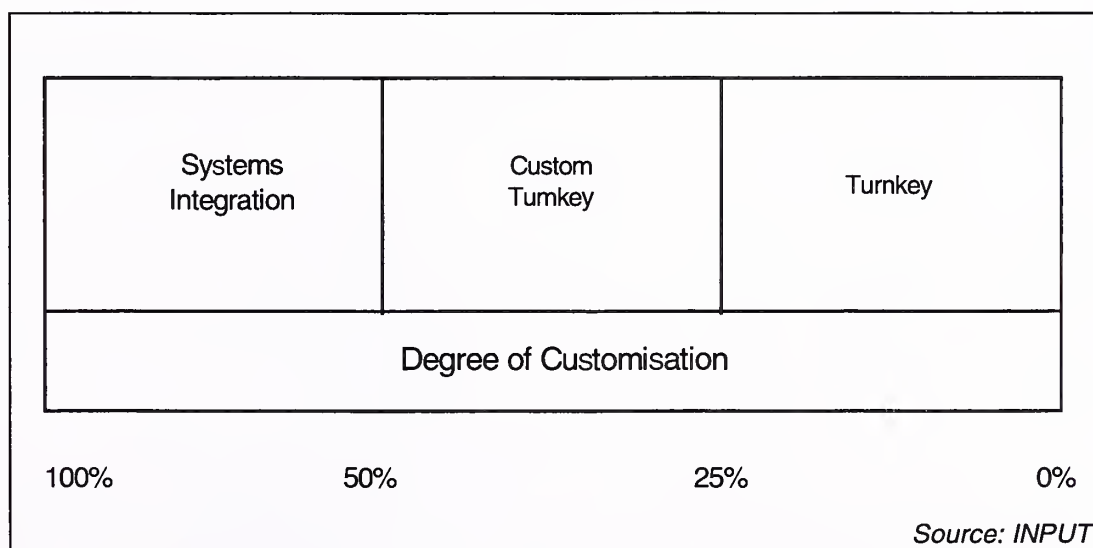 Systems
Integration
Custom
Turnkey
Turnkey
Degree of Customisation
100% 50% 25% 0%
Source: INPUT